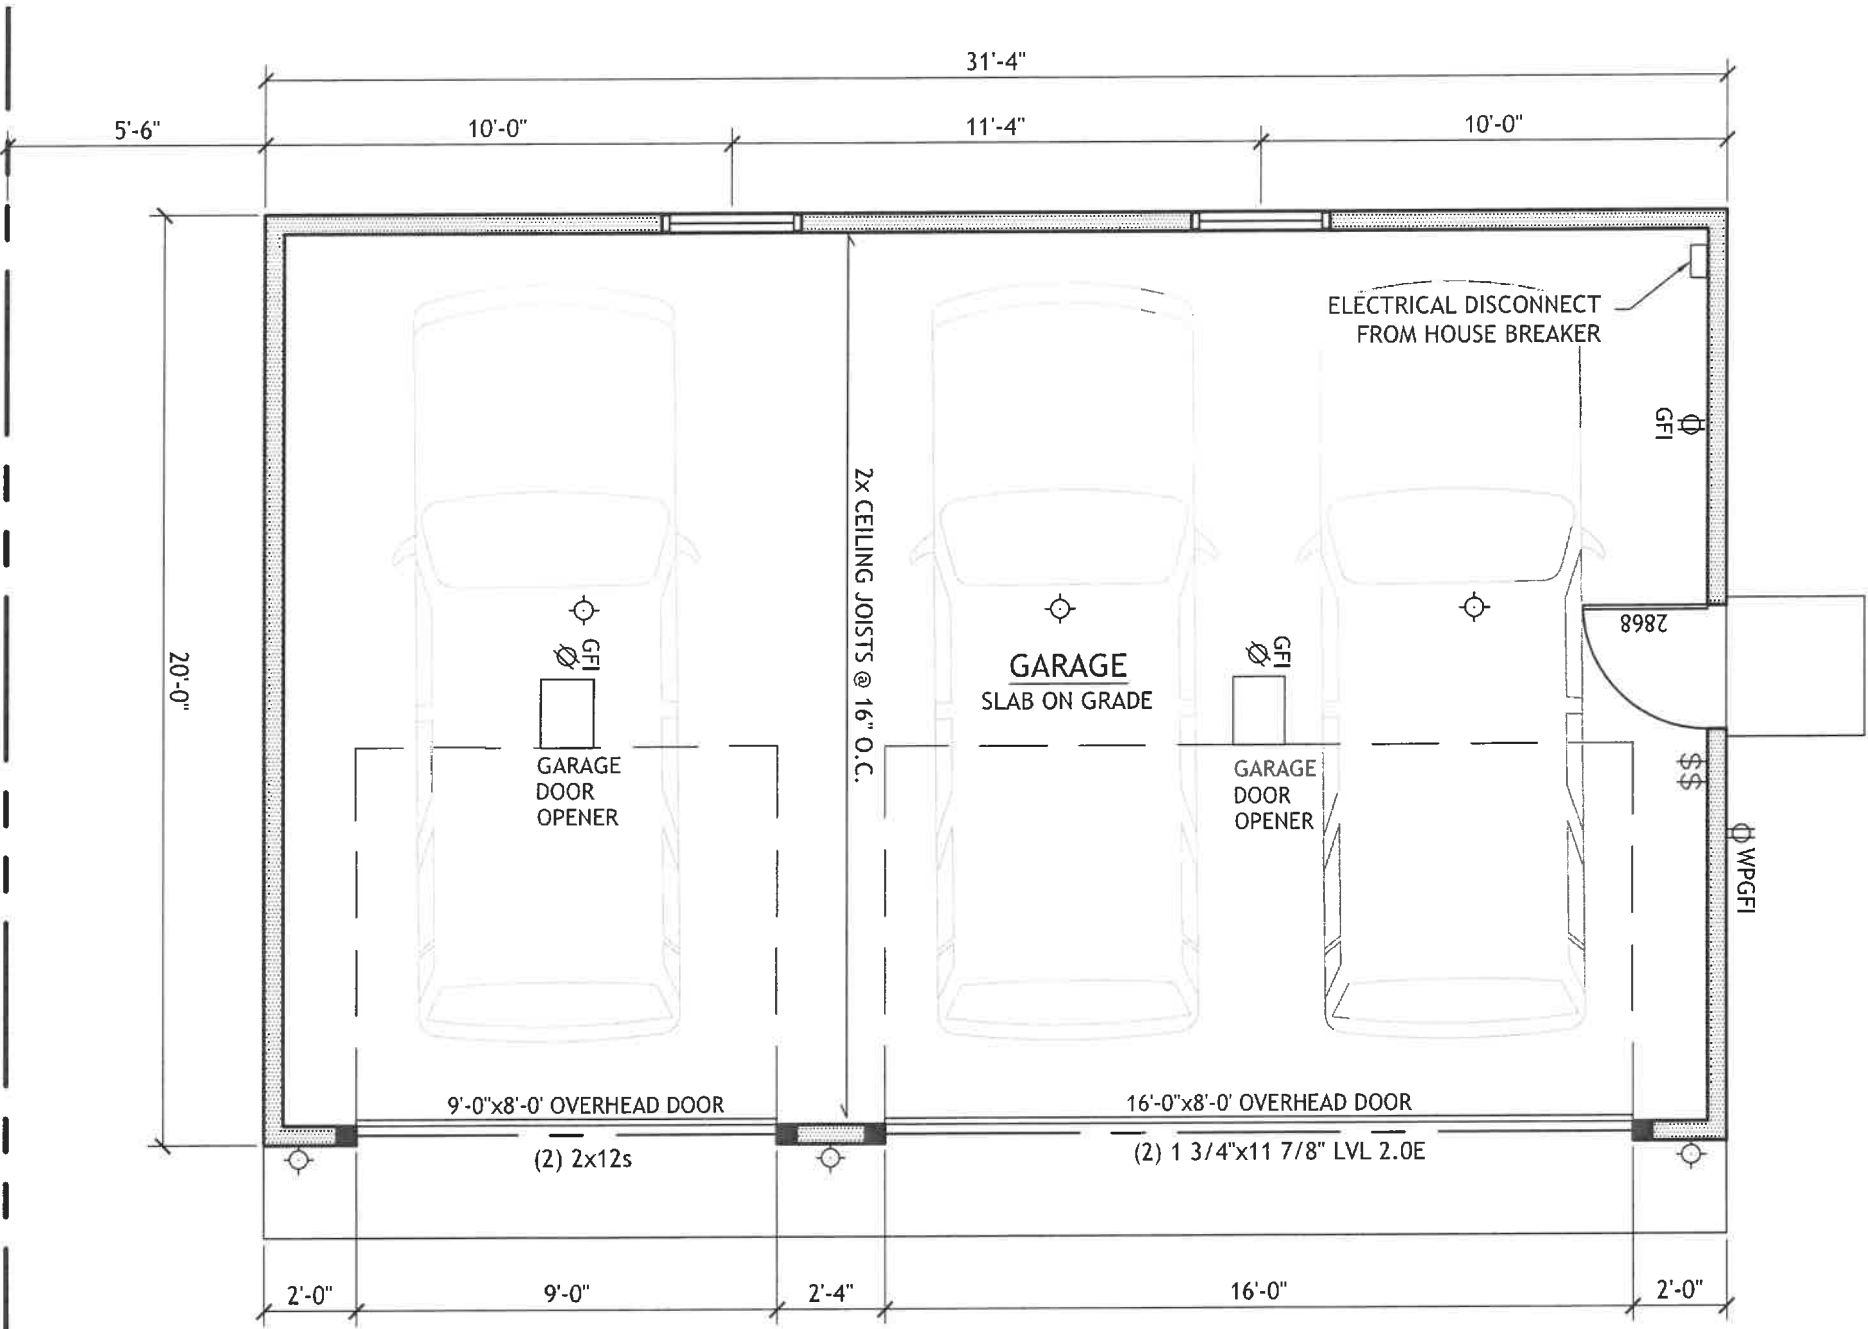 31'-4"
5'-6"
10'-0"
11'-4"
10'-0"
ELECTRICAL DISCONNECT
FROM HOUSE BREAKER
GFI
2x CEILING JOISTS @ 16" O.C.
2868
20'-0"
GFI
GARAGE
SLAB ON GRADE
GFI
GARAGE
DOOR
OPENER
GARAGE
DOOR
OPENER
$$
WPGFI
9'-0"x8'-0' OVERHEAD DOOR
16'-0"x8'-0' OVERHEAD DOOR
(2) 2x12s
(2) 1 3/4"x11 7/8" LVL 2.0E
2'-0"
9'-0"
2'-4"
16'-0"
2'-0"